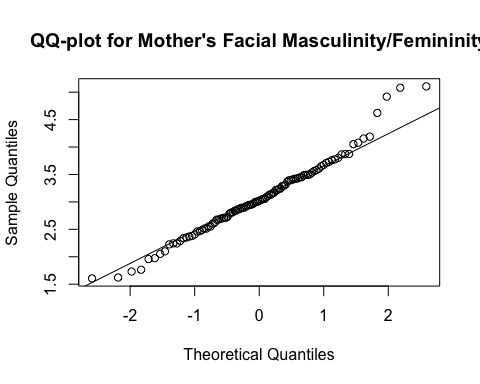 QQ-plot for Mother's Facial Masculinity/Femininity
Sample Quantiles
4.5
3.5
2.5
1.5
-2 -1 0 1 2
Theoretical Quantiles